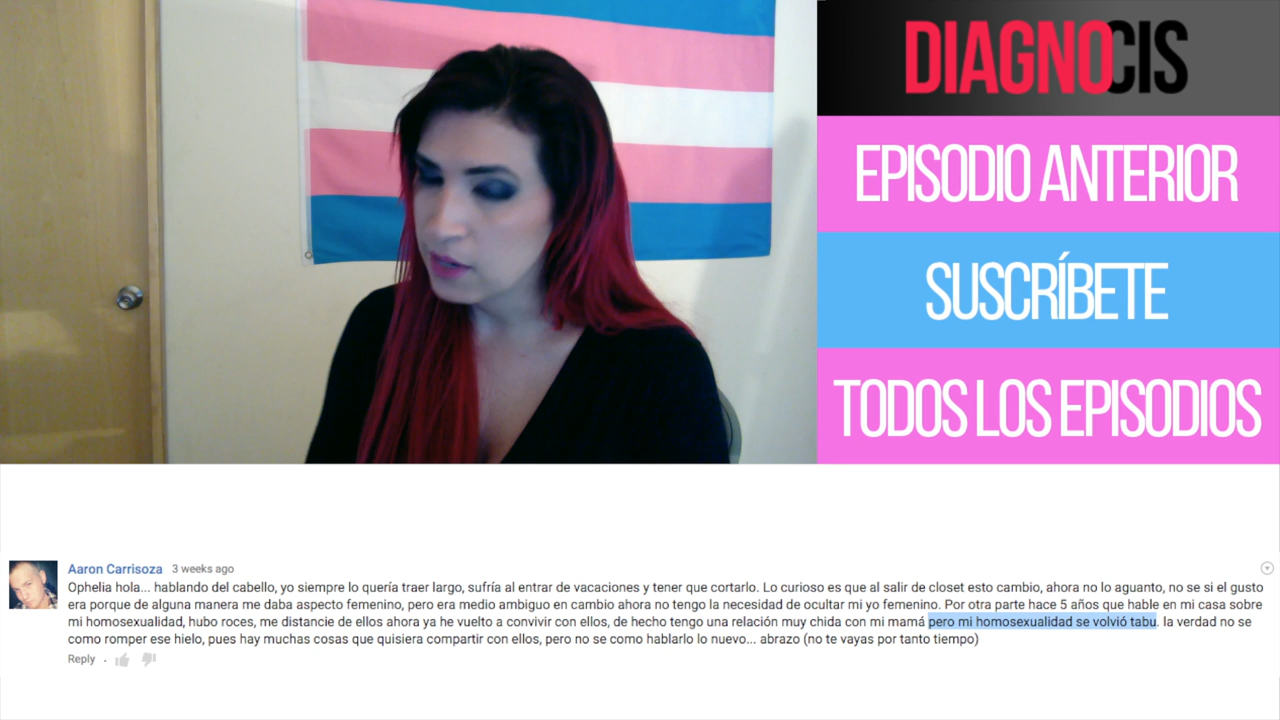 DIAGNOCIS
EPISODIO ANTERIOR
SUSCRÍBETE
TODOS LOS EPISODIOS
Aaron Carrisoza 3 weeks ago
Ophelia hola... hablando del cabello, yo siempre lo quería traer largo, sufría al entrar de vacaciones y tener que cortarlo. Lo curioso es que al salir de closet esto cambio, ahora no lo aguanto, no se si el gusto
era porque de alguna manera me daba aspecto femenino, pero era medio ambiguo en cambio ahora no tengo la necesidad de ocultar mi yo femenino. Por otra parte hace 5 años que hable en mi casa sobre
mi homosexualidad, hubo roces, me distancie de ellos ahora ya he vuelto a convivir con ellos, de hecho tengo una relación muy chida con mi mamá pero mi homosexualidad se volvió tabu. la verdad no se
como romper ese hielo, pues hay muchas cosas que quisiera compartir con ellos, pero no se como hablarlo lo nuevo... abrazo (no te vayas por tanto tiempo)
Reply .